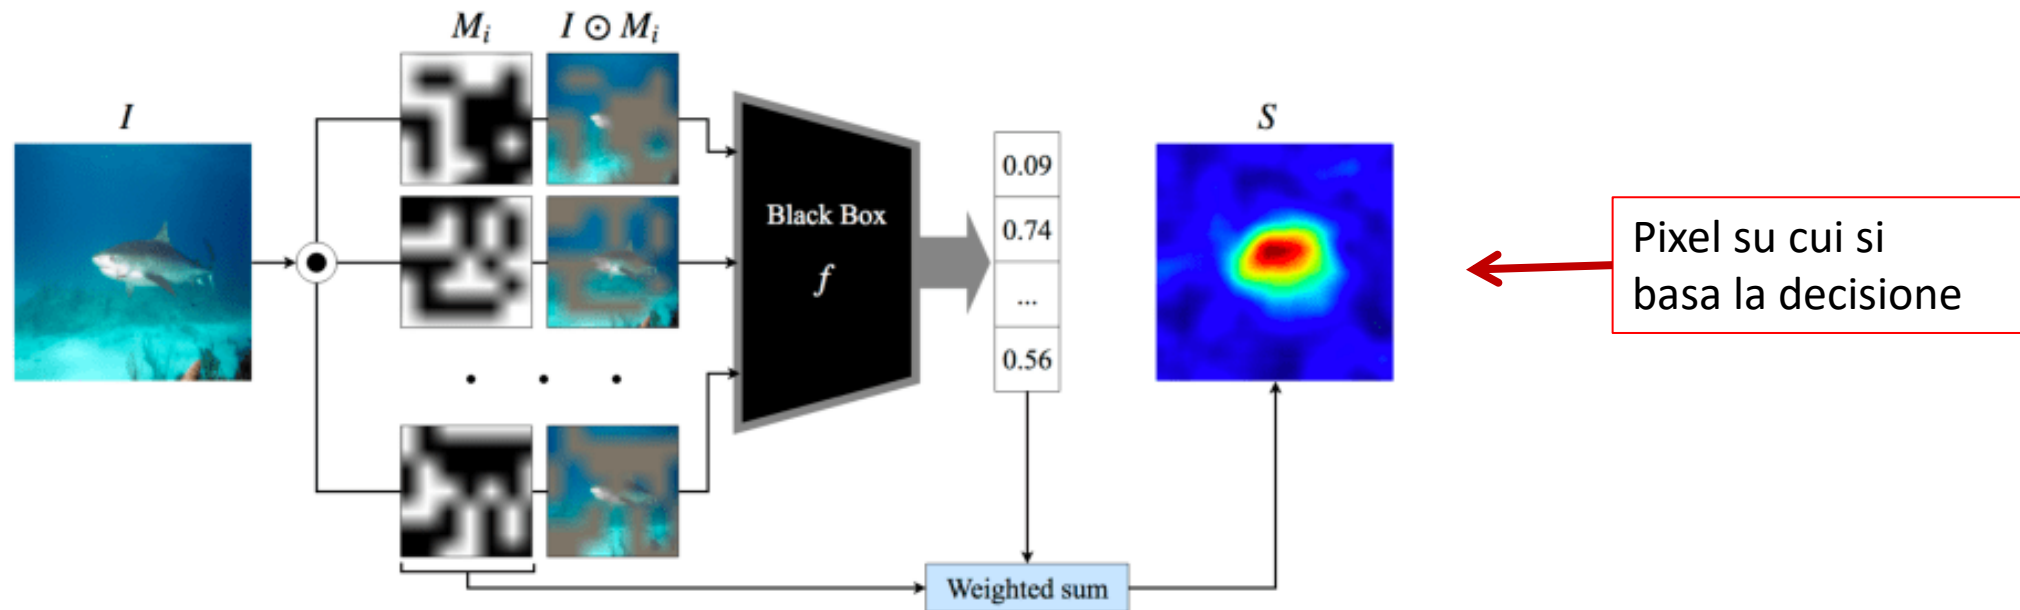 I
M_i
I ⊙ M_i
Black Box
f
0.09
0.74
...
0.56
S
Pixel su cui si
basa la decisione
Weighted sum